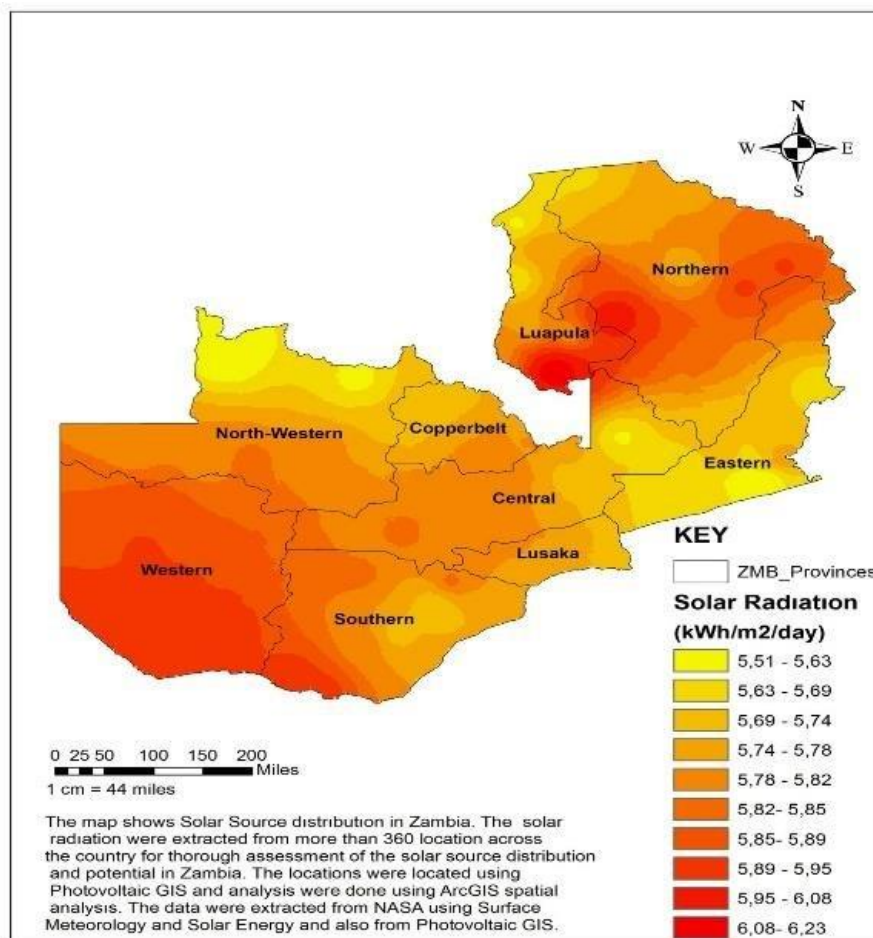 N
W E
S
Northern
Luapula
North-Western
Copperbelt
Eastern
Central
Lusaka
Western
Southern
KEY
ZMB_Provinces
Solar Radiation
(kWh/m2/day)
5,51 - 5,63
5,63 - 5,69
5,69 - 5,74
5,74 - 5,78
5,78 - 5,82
5,82- 5,85
5,85- 5,89
5,89 - 5,95
5,95 - 6,08
6,08- 6,23
0 25 50 100 150 200
Miles
1 cm = 44 miles
The map shows Solar Source distribution in Zambia. The solar
radiation were extracted from more than 360 location across
the country for thorough assessment of the solar source distribution
and potential in Zambia. The locations were located using
Photovoltaic GIS and analysis were done using ArcGIS spatial
analysis. The data were extracted from NASA using Surface
Meteorology and Solar Energy and also from Photovoltaic GIS.